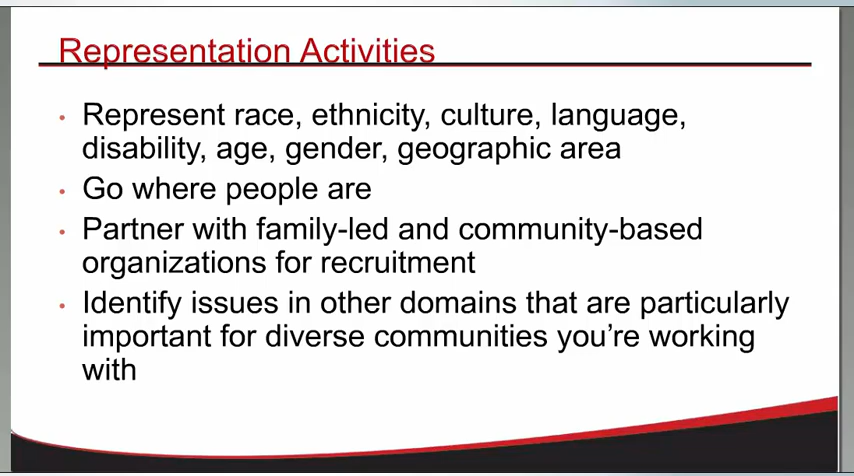 Representation Activities
• Represent race, ethnicity, culture, language,
disability, age, gender, geographic area
• Go where people are
• Partner with family-led and community-based
organizations for recruitment
• Identify issues in other domains that are particularly
important for diverse communities you’re working
with